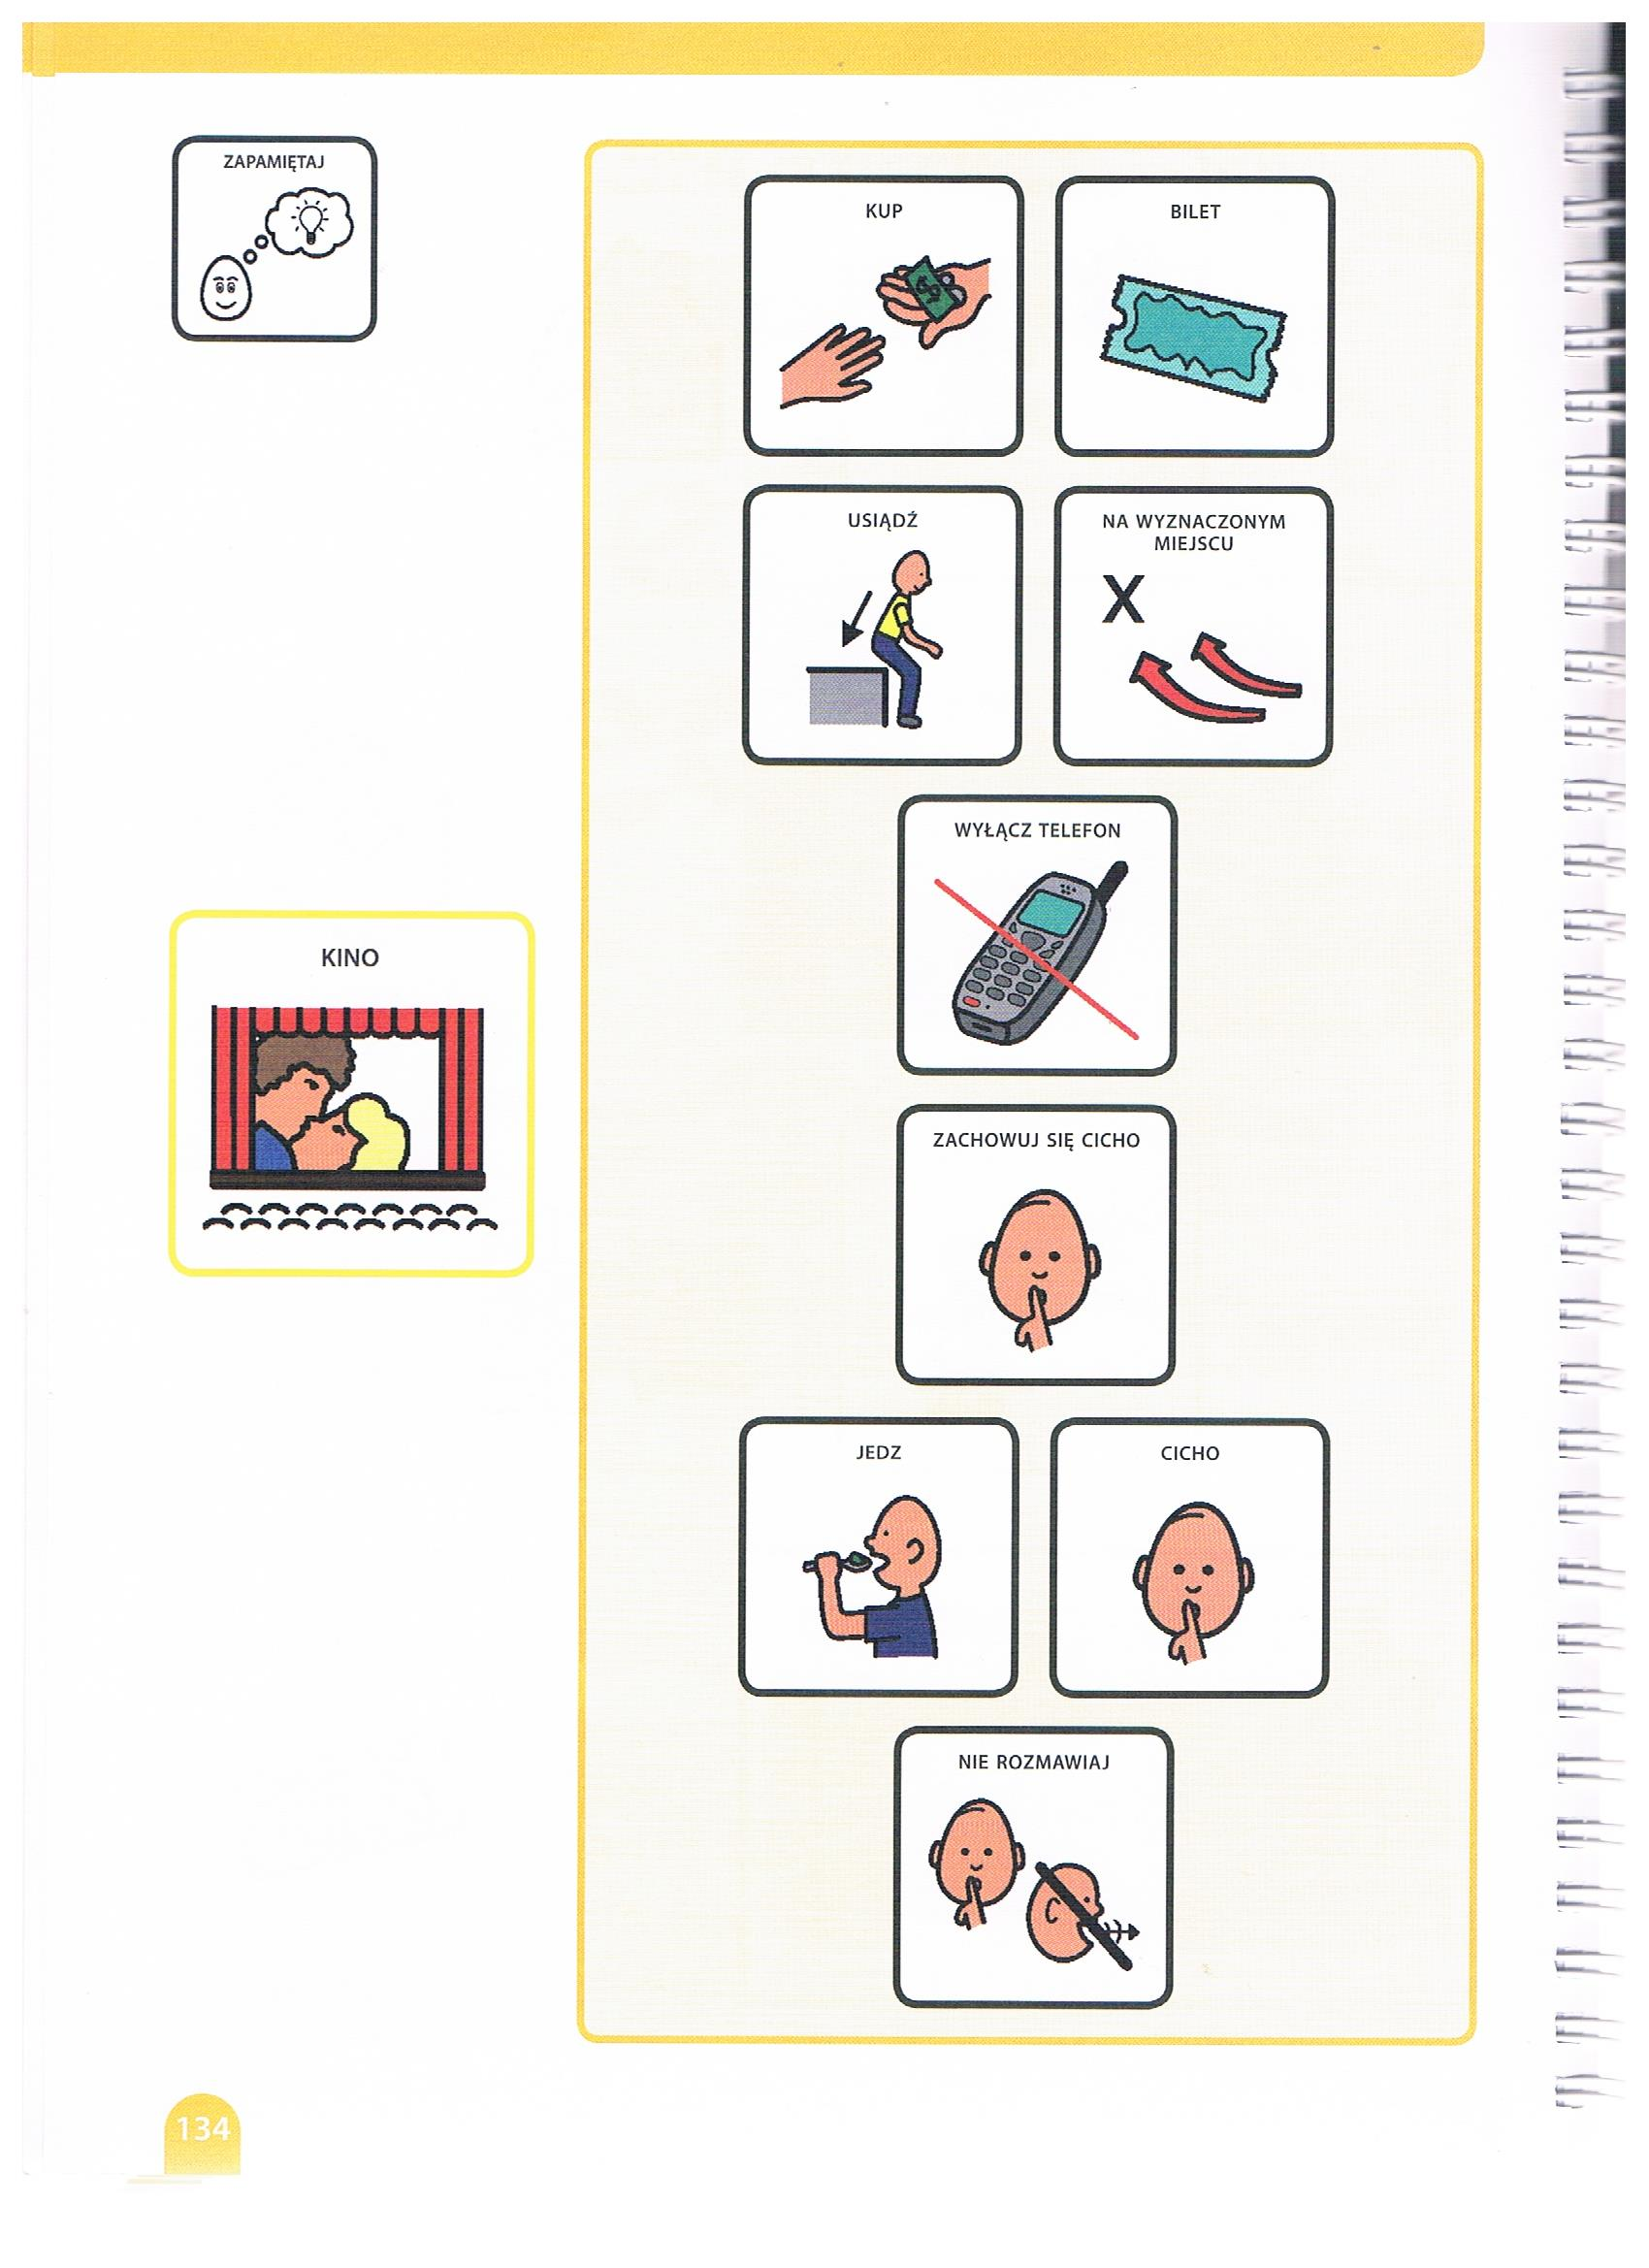 ZAPAMIĘTAJ
KUP
BILET
USIĄDŹ
NA WYZNACZONYM
MIEJSCU
X
WYŁĄCZ TELEFON
KINO
ZACHOWUJ SIĘ CICHO
JEDZ
CICHO
NIE ROZMAWIAJ
134